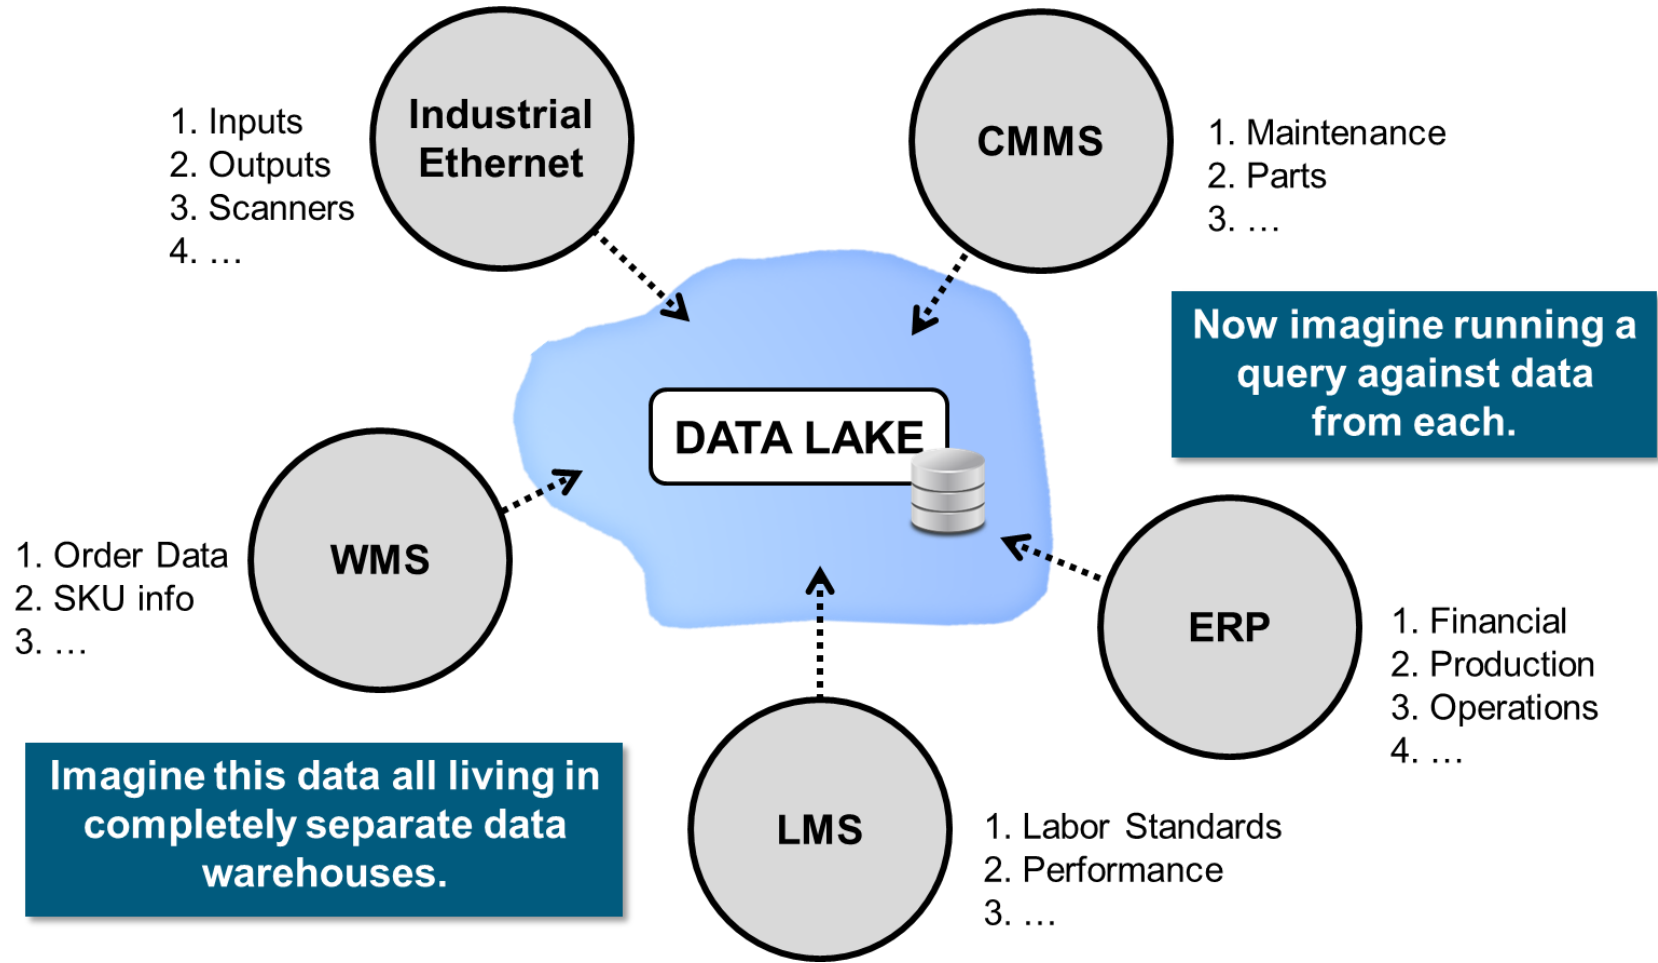 Industrial
Ethernet
1. Inputs
2. Outputs
3. Scanners
4. …
CMMS
1. Maintenance
2. Parts
3. …
Now imagine running a
query against data
from each.
DATA LAKE
WMS
1. Order Data
2. SKU info
3. …
ERP
1. Financial
2. Production
3. Operations
4. …
Imagine this data all living in
completely separate data
warehouses.
LMS
1. Labor Standards
2. Performance
3. …